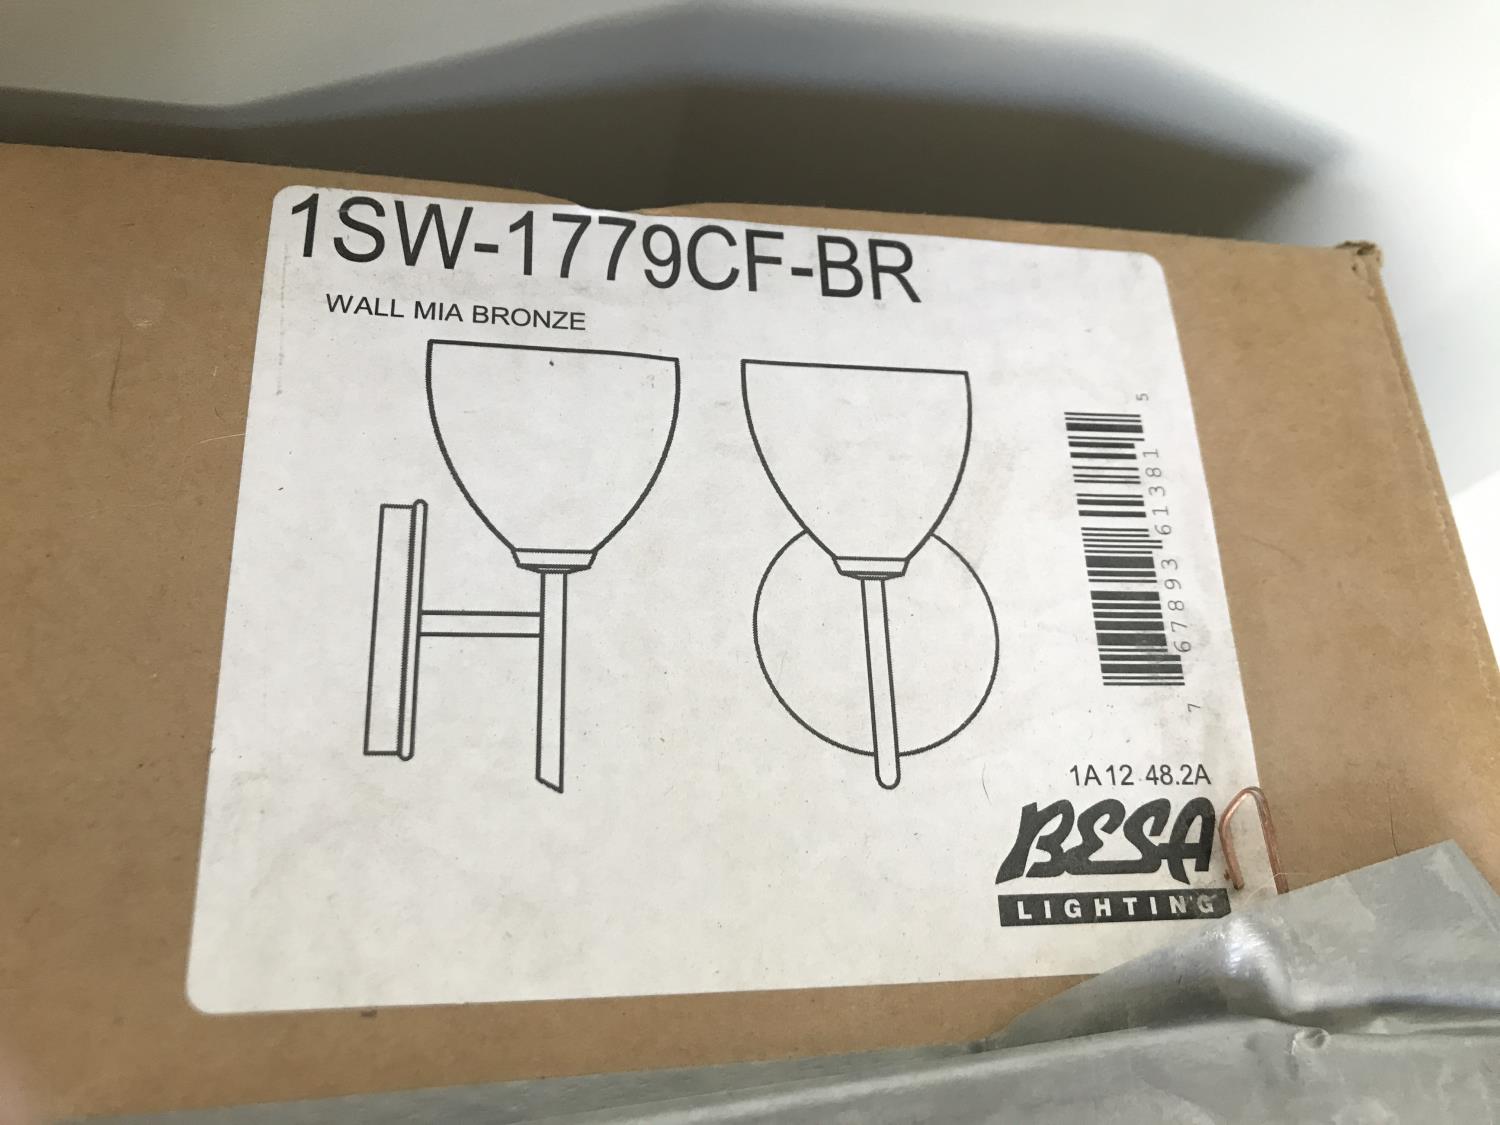 1SW-1779CF-BR
WALL MIA BRONZE
7 67893 61381 5
1A12 48.2A
BESA
LIGHTING